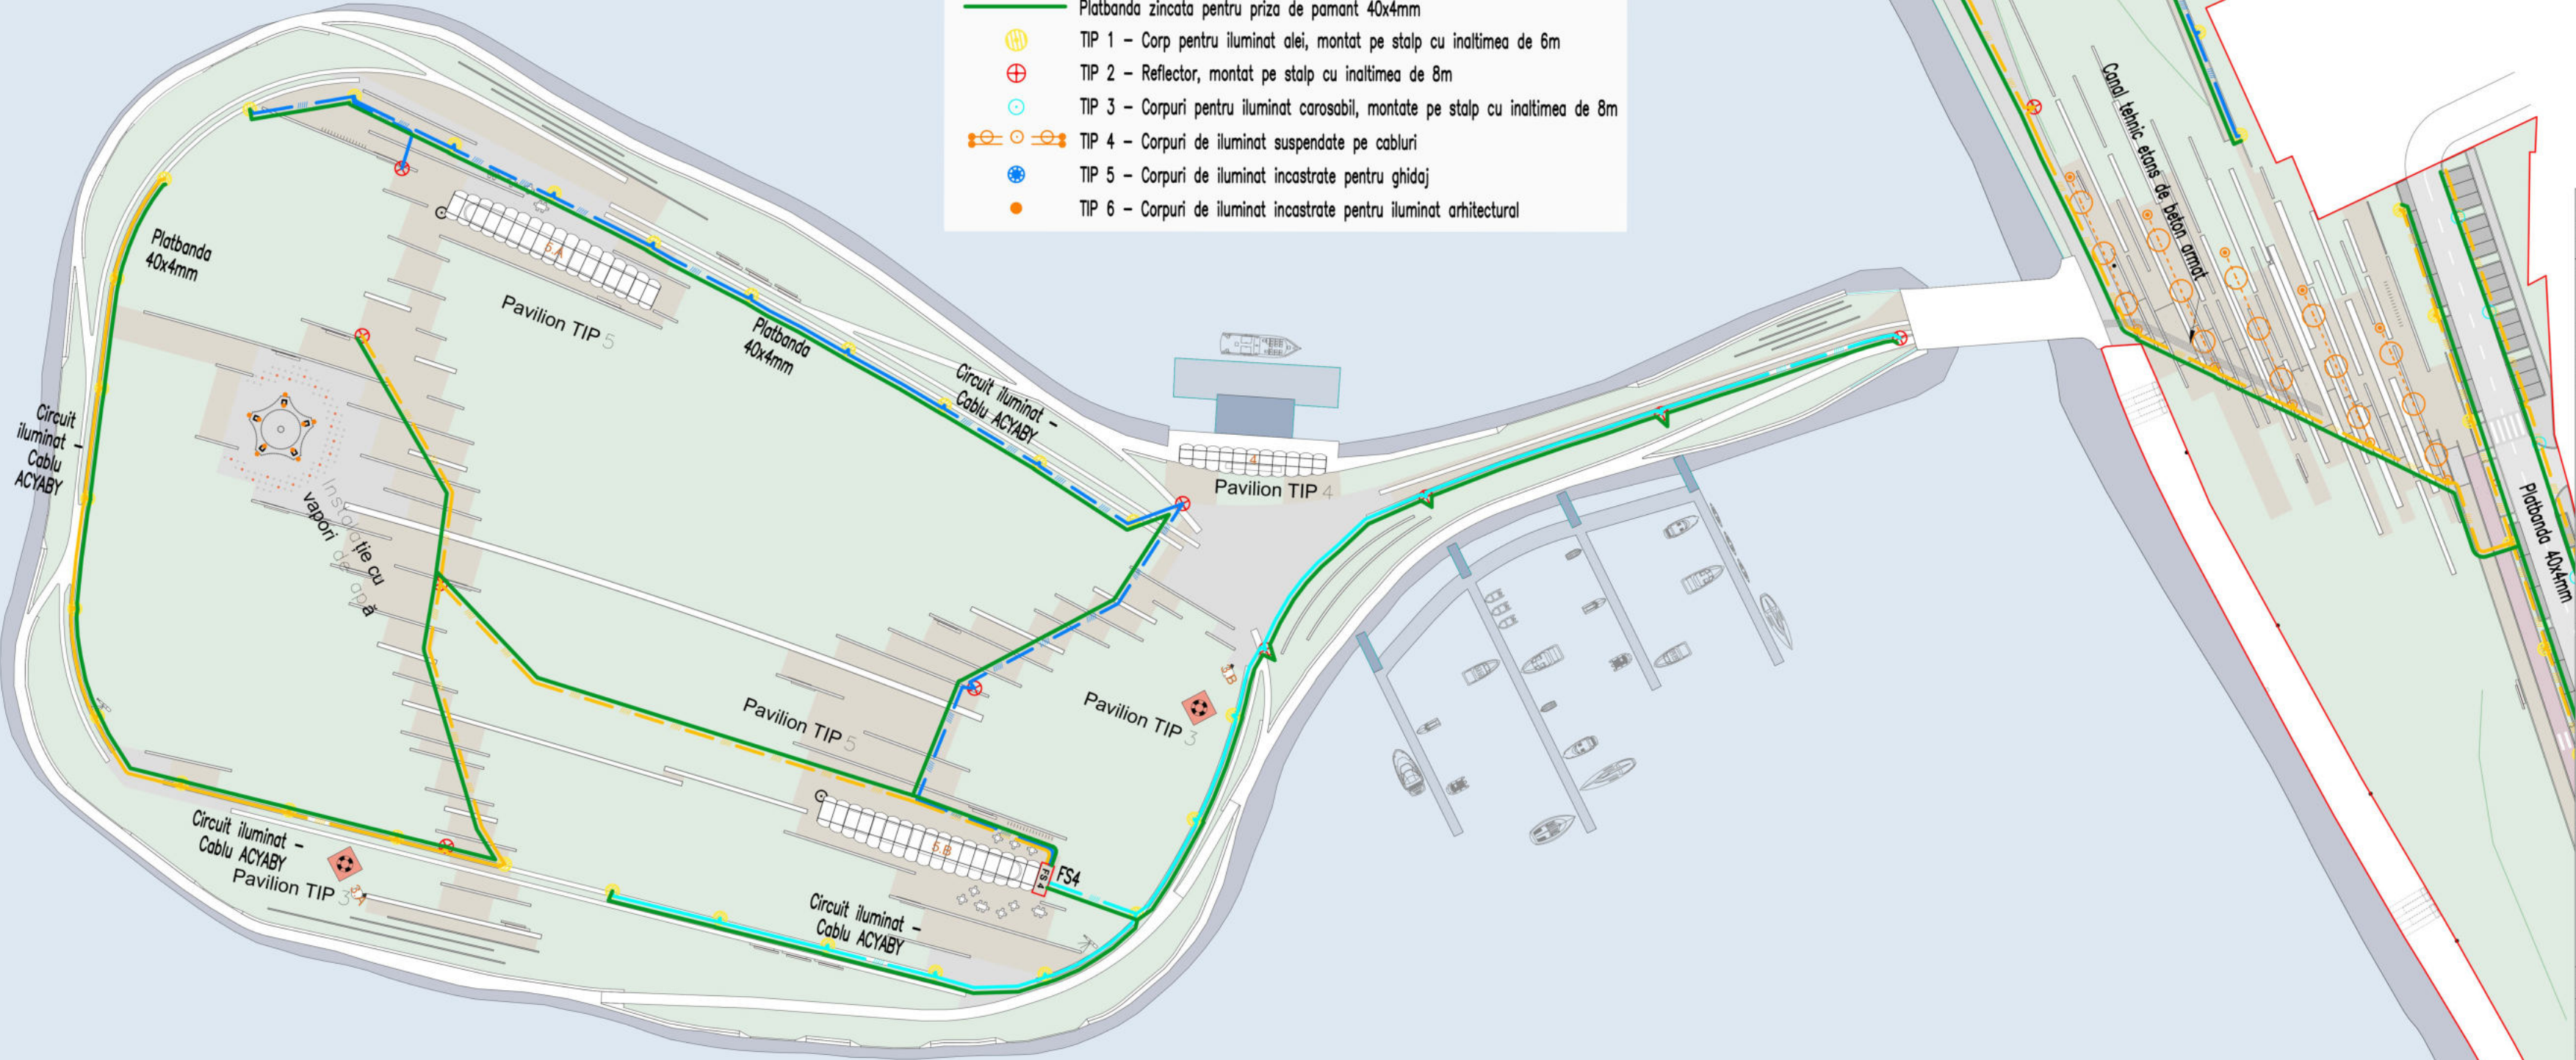 Platbanda zincata pentru priza de pamant 40x4mm
TIP 1 - Corp pentru iluminat alei, montat pe stalp cu inaltimea de 6m
TIP 2 - Reflector, montat pe stalp cu inaltimea de 8m
TIP 3 - Corpuri pentru iluminat carosabil, montate pe stalp cu inaltimea de 8m
TIP 4 - Corpuri de iluminat suspendate pe cabluri
TIP 5 - Corpuri de iluminat incastrate pentru ghidaj
TIP 6 - Corpuri de iluminat incastrate pentru iluminat arhitectural
Canal tehnic etans de beton armat
Platbanda
40x4mm
5.A
Pavilion TIP 5
Platbanda
40x4mm
Circuit iluminat -
Cablu ACYABY
Circuit
iluminat -
Cablu
ACYABY
4
Pavilion TIP 4
Instalație cu
vapori de apă
Platbanda 40x4mm
Pavilion TIP 5
Pavilion TIP 3
5.B
FS4
FS4
Circuit iluminat -
Cablu ACYABY
Pavilion TIP 3
Circuit iluminat -
Cablu ACYABY